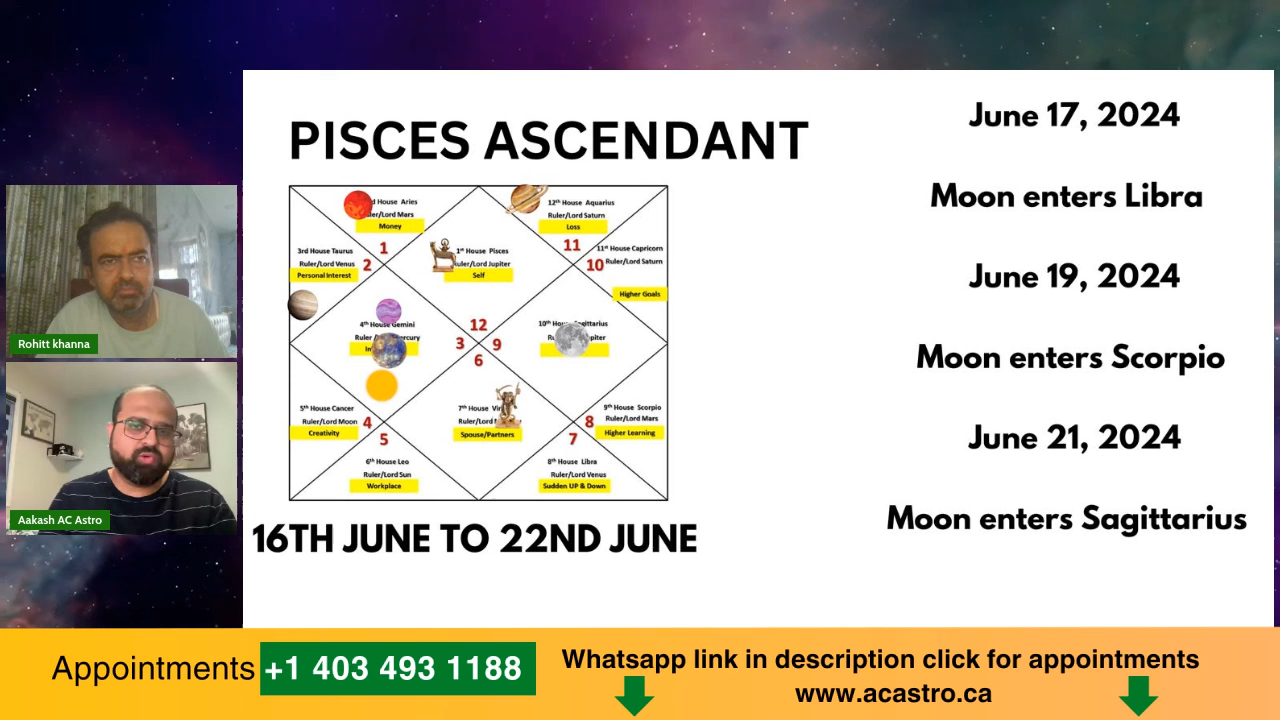 PISCES ASCENDANT
June 17, 2024
Moon enters Libra
June 19, 2024
Moon enters Scorpio
June 21, 2024
Moon enters Sagittarius
House Aries
Ruler/Lord Mars
Money
1
12th House Aquarius
Ruler/Lord Saturn
Loss
11
3rd House Taurus
Ruler/Lord Venus
Personal Interest
2
1st House Pisces
Jupiter
Self
11st House Capricorn
Ruler/Lord Saturn
10
Higher Goals
4th House Gemini
Ruler
12
3
9
6
10th House
5th House Cancer
Ruler/Lord Moon
Creativity
4
5
7th House
Ruler/Lord
Spouse/Partners
9th House Scorpio
Ruler/Lord Mars
Higher Learning
8
7
6th House Leo
Ruler/Lord Sun
Workplace
8th House Libra
Ruler/Lord Venus
Sudden UP & Down
16TH JUNE TO 22ND JUNE
Rohitt khanna
Aakash AC Astro
Appointments +1 403 493 1188
Whatsapp link in description click for appointments
www.acastro.ca